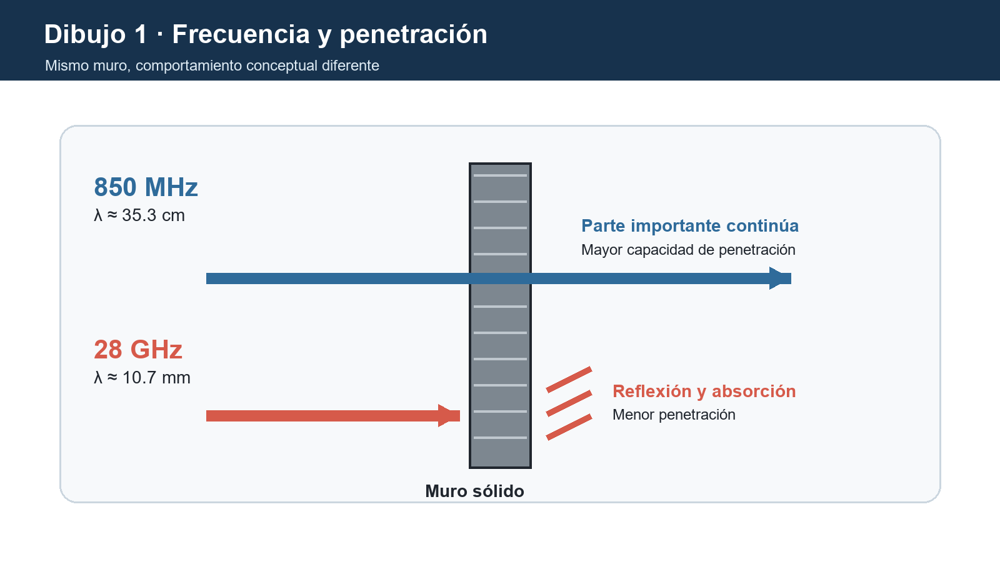 Dibujo 1 · Frecuencia y penetración
Mismo muro, comportamiento conceptual diferente
850 MHz
λ ≈ 35.3 cm
Parte importante continúa
Mayor capacidad de penetración
28 GHz
λ ≈ 10.7 mm
Reflexión y absorción
Menor penetración
Muro sólido